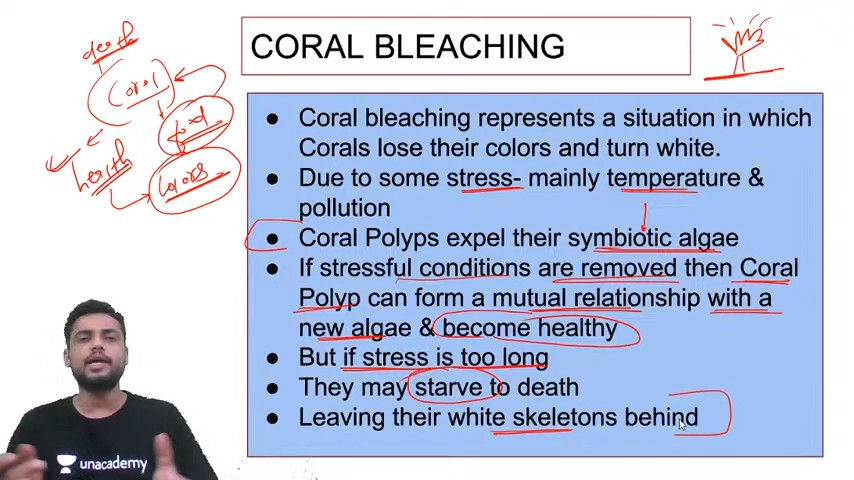 CORAL BLEACHING
death
Coral
food
health
colors
● Coral bleaching represents a situation in which
Corals lose their colors and turn white.
● Due to some stress- mainly temperature &
pollution
● Coral Polyps expel their symbiotic algae
● If stressful conditions are removed then Coral
Polyp can form a mutual relationship with a
new algae & become healthy
● But if stress is too long
● They may starve to death
● Leaving their white skeletons behind
unacademy